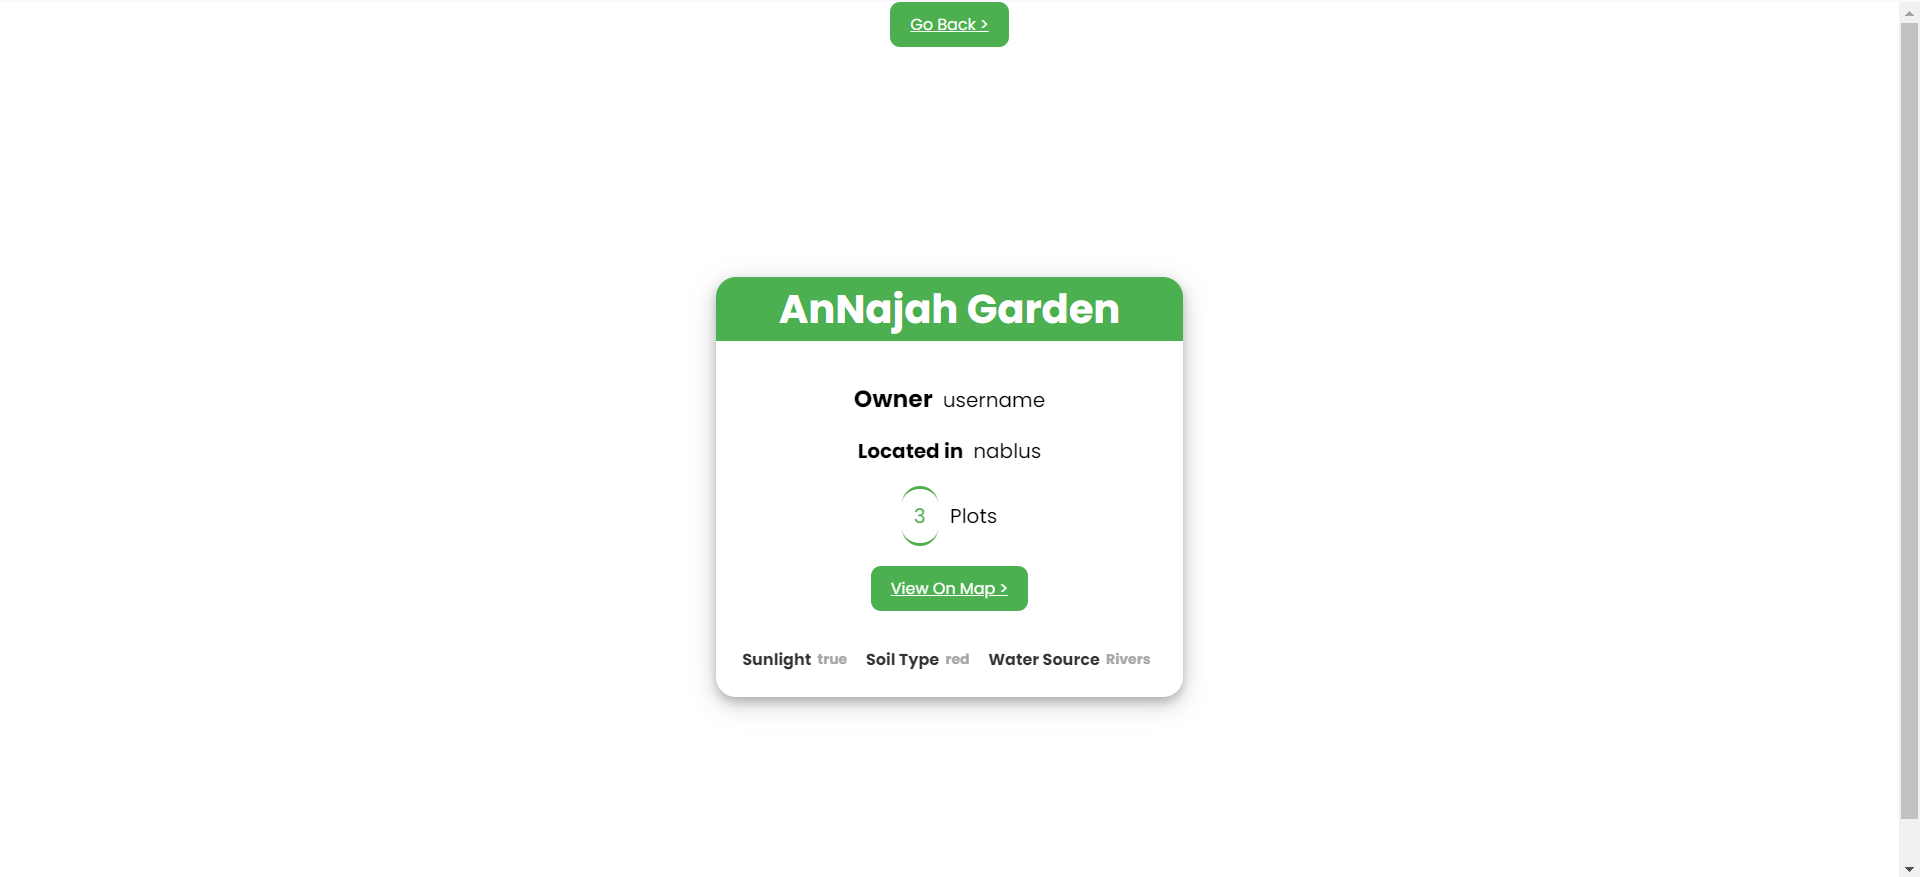 Go Back >
AnNajah Garden
Owner username
Located in nablus
3 Plots
View On Map >
Sunlight true Soil Type red Water Source Rivers